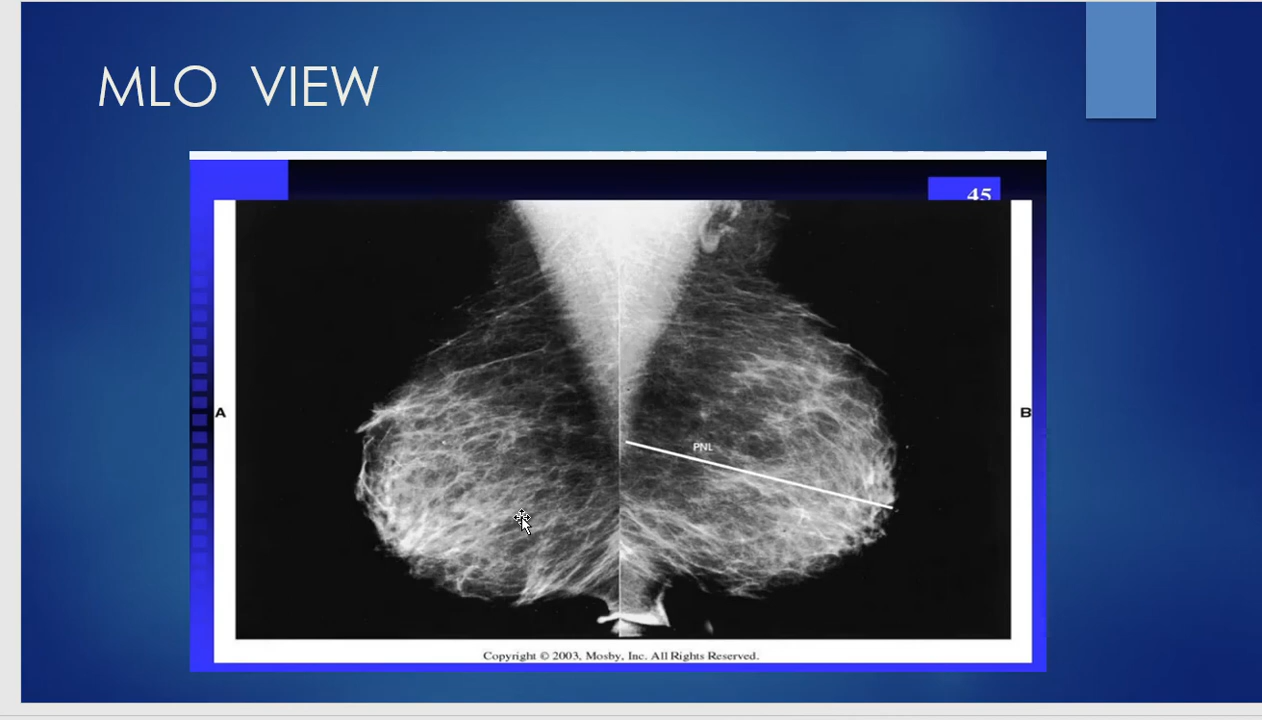 MLO VIEW
45
A
B
PNL
Copyright © 2003, Mosby, Inc. All Rights Reserved.